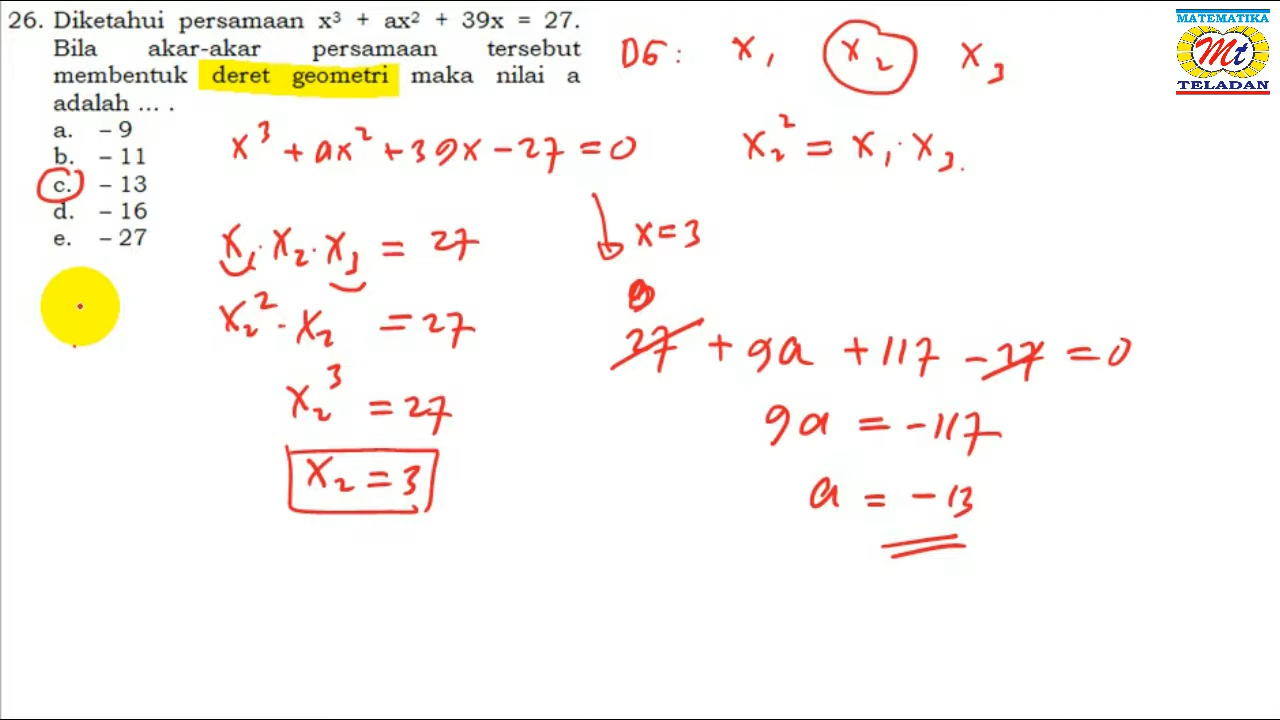 26. Diketahui persamaan x³ + ax² + 39x = 27.
Bila akar-akar persamaan tersebut
membentuk deret geometri maka nilai a
adalah ... .
a. – 9
b. – 11
c. – 13
d. – 16
e. – 27
MATEMATIKA
Mt
TELADAN
DG : x₁ x₂ x₃
x₂² = x₁ · x₃.
x³ + ax² + 39x – 27 = 0
x₁ · x₂ · x₃ = 27
x₂² · x₂ = 27
x₂³ = 27
x₂ = 3
x = 3
27 + 9a + 117 – 27 = 0
9a = – 117
a = – 13